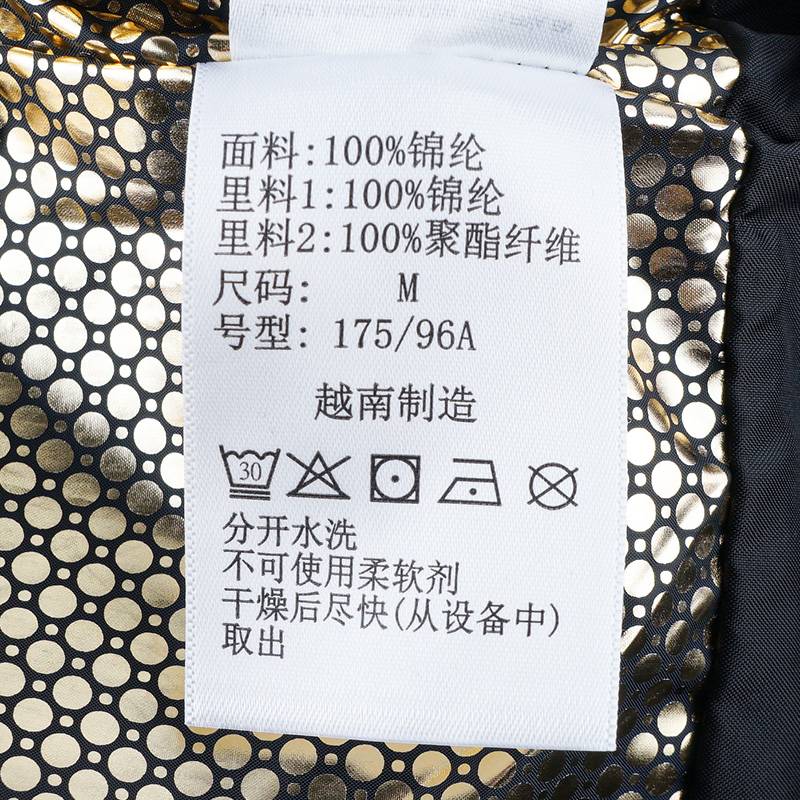 面料:100%锦纶
里料1:100%锦纶
里料2:100%聚酯纤维
尺码: M
号型: 175/96A
越南制造
30
分开水洗
不可使用柔软剂
干燥后尽快(从设备中)
取出